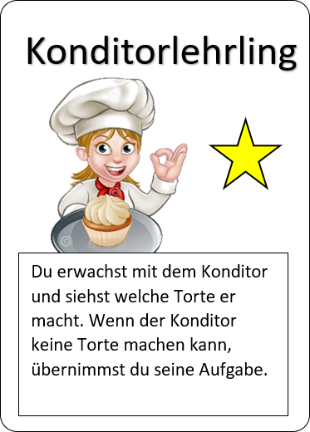 Konditorlehrling
Du erwachst mit dem Konditor
und siehst welche Torte er
macht. Wenn der Konditor
keine Torte machen kann,
übernimmst du seine Aufgabe.